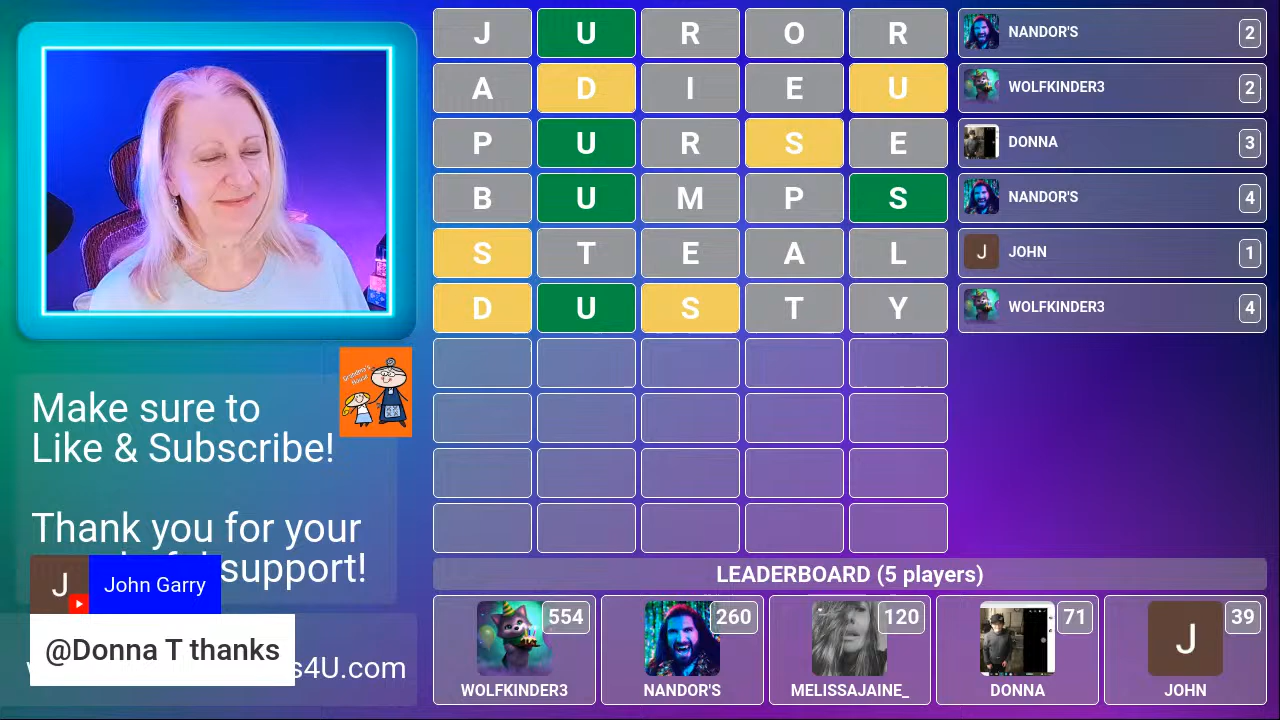 J U R O R
NANDOR'S 2
A D I E U
WOLFKINDER3 2
P U R S E
DONNA 3
B U M P S
NANDOR'S 4
S T E A L
J JOHN 1
D U S T Y
WOLFKINDER3 4
Grandma's
House
Make sure to
Like & Subscribe!
Thank you for your
support!
J John Garry
@Donna T thanks
s4U.com
LEADERBOARD (5 players)
554 260 120 71 J 39
WOLFKINDER3 NANDOR'S MELISSAJAINE_ DONNA JOHN